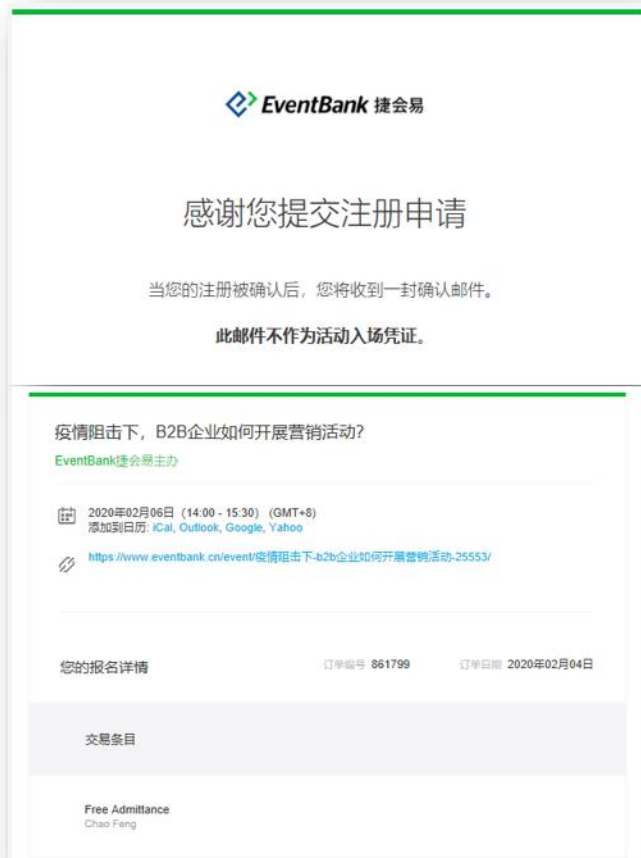 EventBank 捷会易
感谢您提交注册申请
当您的注册被确认后，您将收到一封确认邮件。
此邮件不作为活动入场凭证。
疫情阻击下，B2B企业如何开展营销活动？
EventBank捷会易主办
2020年02月06日（14:00 - 15:30） (GMT+8)
添加到日历: iCal, Outlook, Google, Yahoo
https://www.eventbank.cn/event/疫情阻击下-b2b企业如何开展营销活动-25553/
您的报名详情 订单编号 861799 订单日期 2020年02月04日
交易条目
Free Admittance
Chao Feng